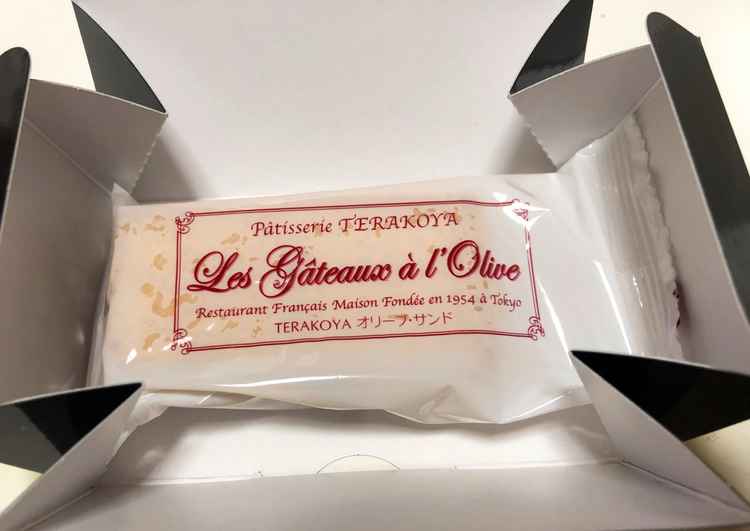 Pâtisserie TERAKOYA
Les Gâteaux à l'Olive
Restaurant Français Maison Fondée en 1954 à Tokyo
TERAKOYA オリーブ・サンド